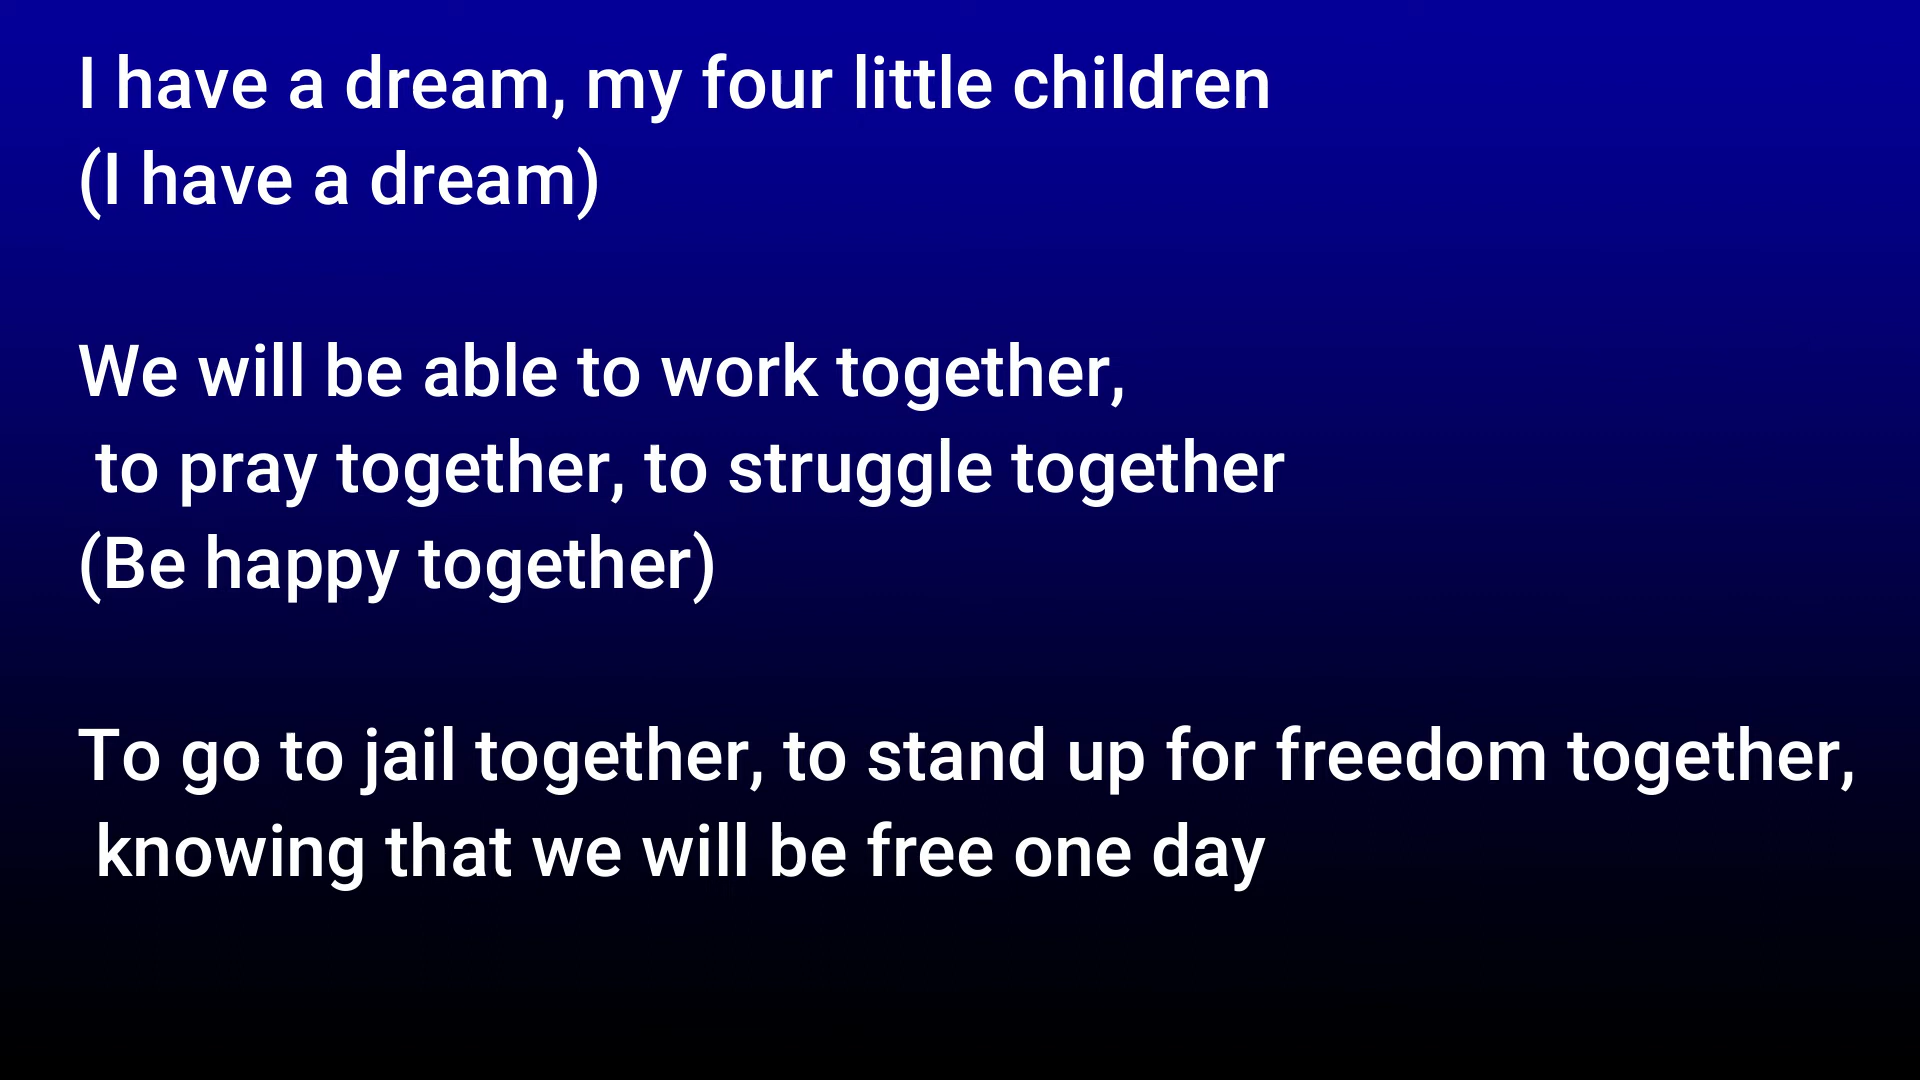 I have a dream, my four little children
(I have a dream)
We will be able to work together,
to pray together, to struggle together
(Be happy together)
To go to jail together, to stand up for freedom together,
knowing that we will be free one day